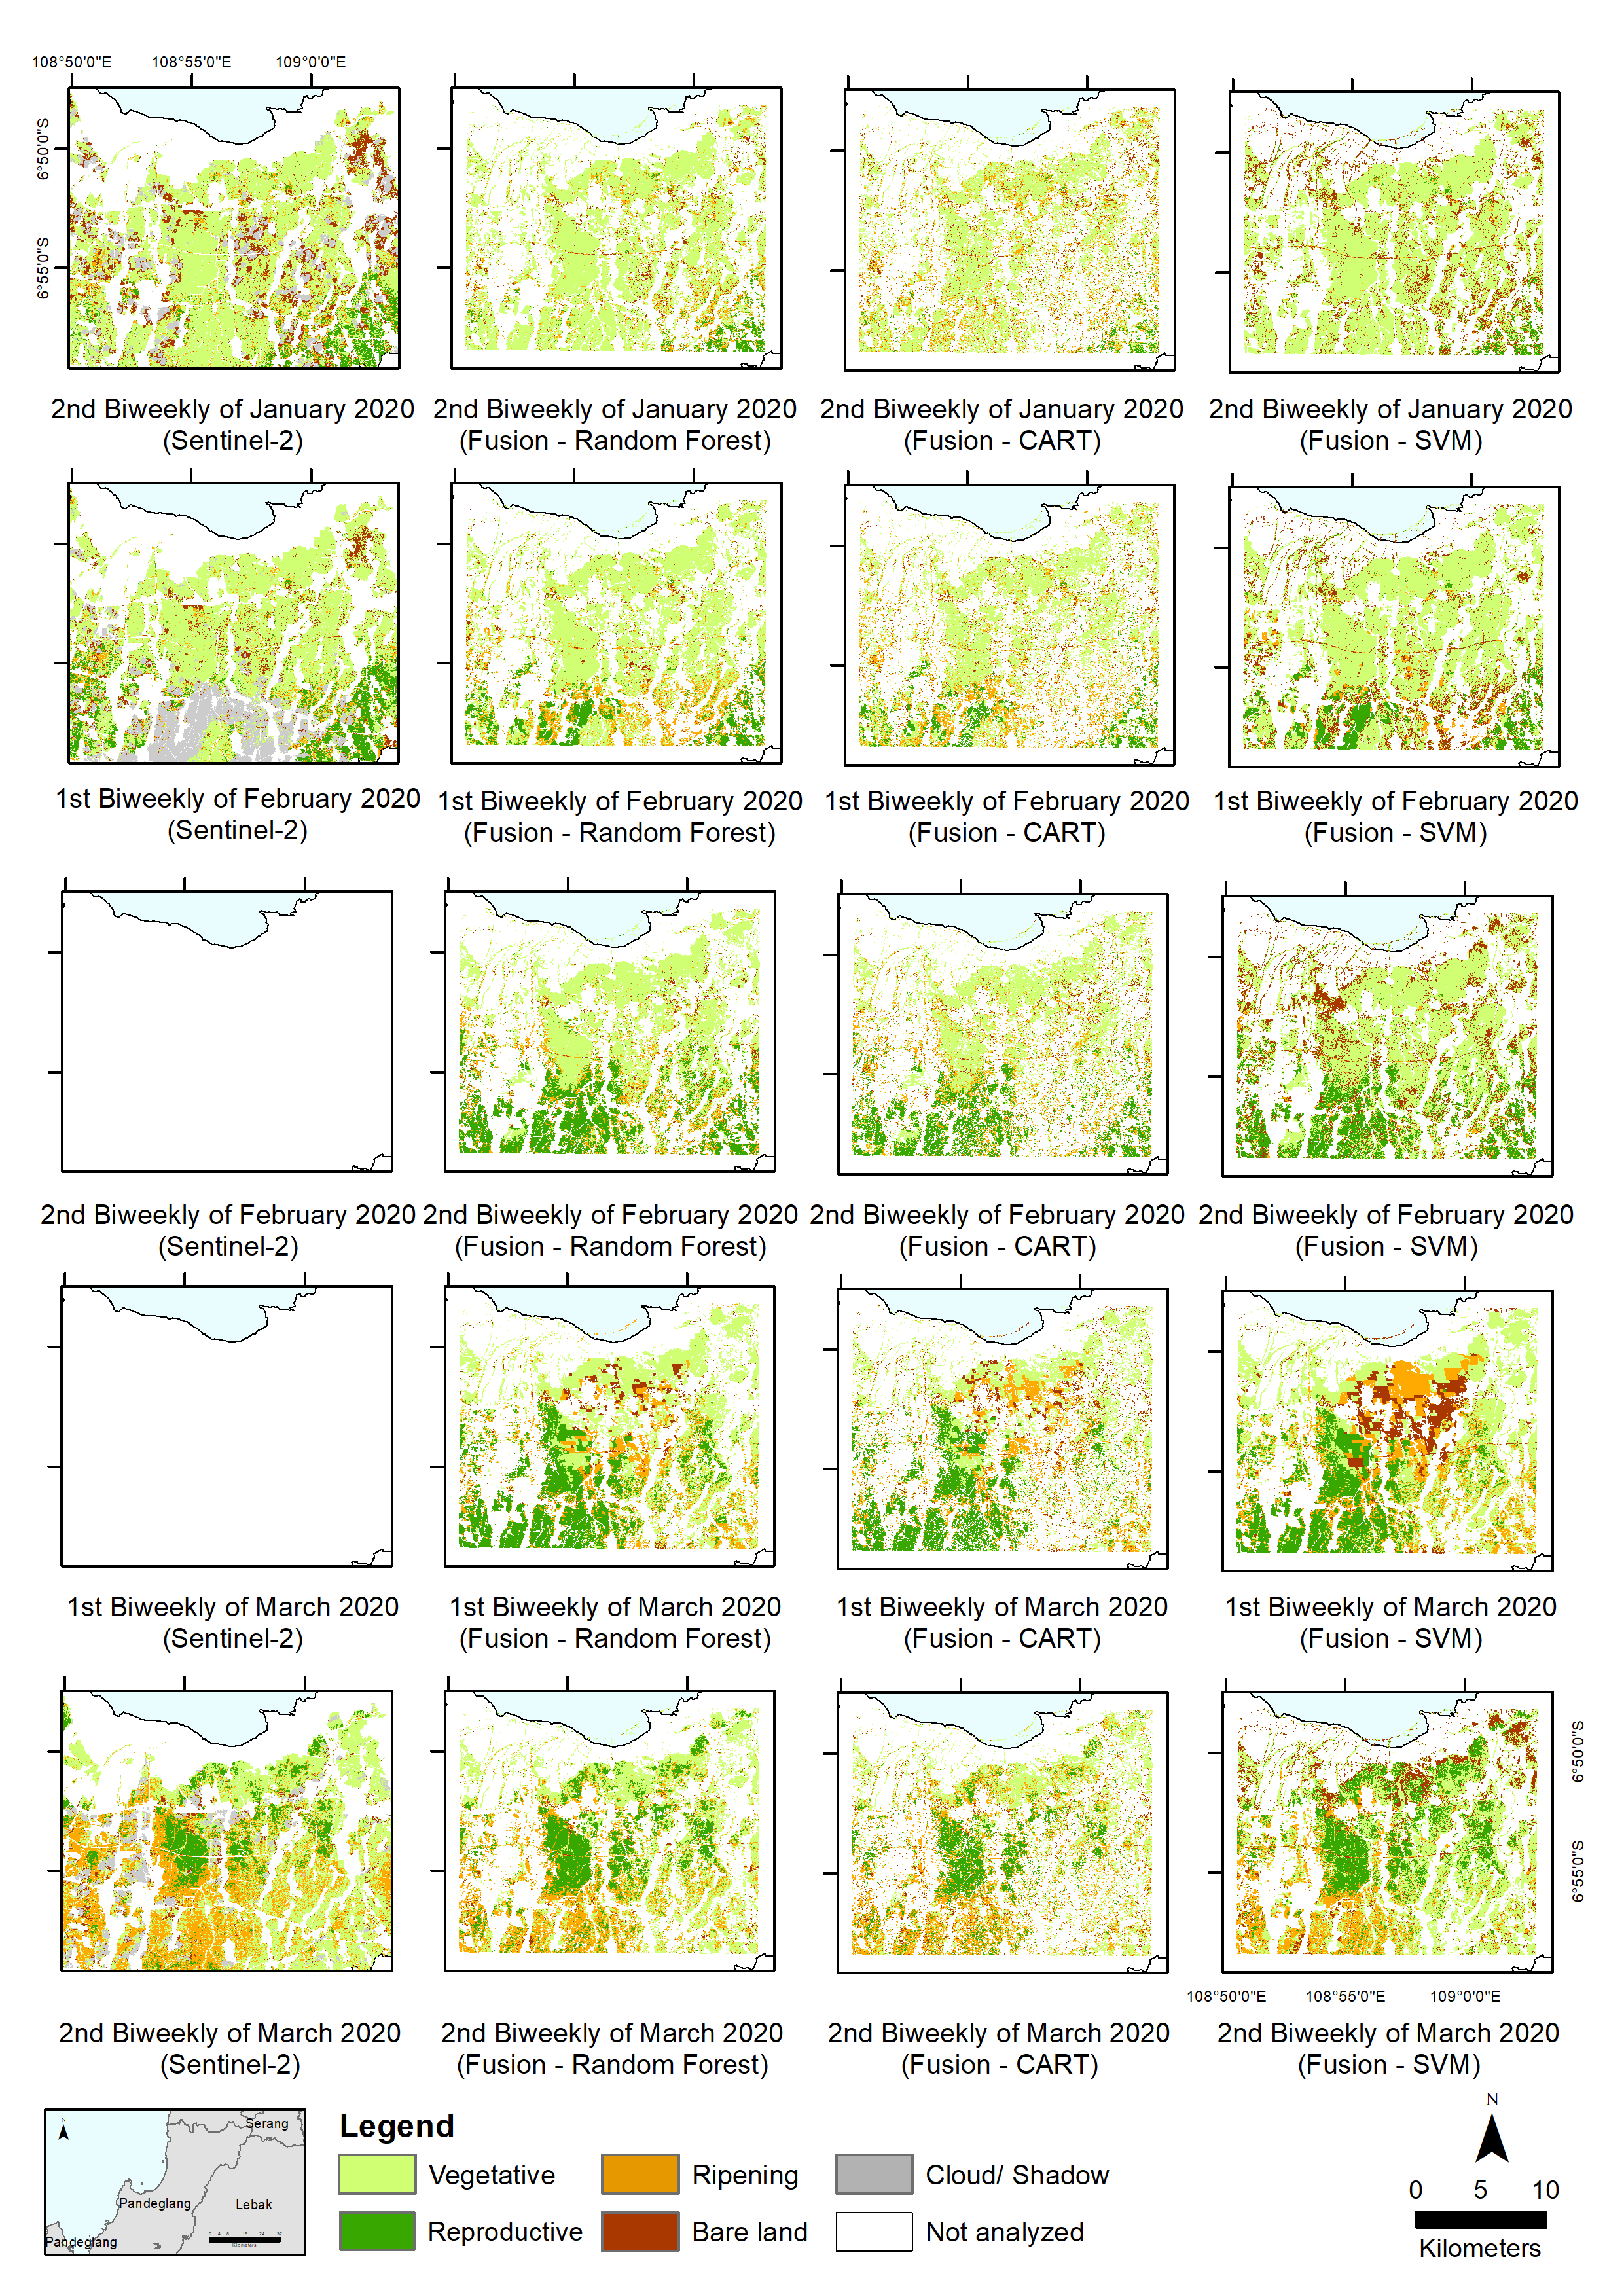 108°50'0"E 108°55'0"E 109°0'0"E
6°50'0"S
6°55'0"S
2nd Biweekly of January 2020
(Sentinel-2)
2nd Biweekly of January 2020
(Fusion - Random Forest)
2nd Biweekly of January 2020
(Fusion - CART)
2nd Biweekly of January 2020
(Fusion - SVM)
1st Biweekly of February 2020
(Sentinel-2)
1st Biweekly of February 2020
(Fusion - Random Forest)
1st Biweekly of February 2020
(Fusion - CART)
1st Biweekly of February 2020
(Fusion - SVM)
2nd Biweekly of February 2020
(Sentinel-2)
2nd Biweekly of February 2020
(Fusion - Random Forest)
2nd Biweekly of February 2020
(Fusion - CART)
2nd Biweekly of February 2020
(Fusion - SVM)
1st Biweekly of March 2020
(Sentinel-2)
1st Biweekly of March 2020
(Fusion - Random Forest)
1st Biweekly of March 2020
(Fusion - CART)
1st Biweekly of March 2020
(Fusion - SVM)
6°50'0"S
6°55'0"S
108°50'0"E 108°55'0"E 109°0'0"E
2nd Biweekly of March 2020
(Sentinel-2)
2nd Biweekly of March 2020
(Fusion - Random Forest)
2nd Biweekly of March 2020
(Fusion - CART)
2nd Biweekly of March 2020
(Fusion - SVM)
N
Serang
Pandeglang
Lebak
Pandeglang
0 4 8 16 24 32
Kilometers
Legend
Vegetative
Ripening
Cloud/ Shadow
Reproductive
Bare land
Not analyzed
N
0 5 10
Kilometers